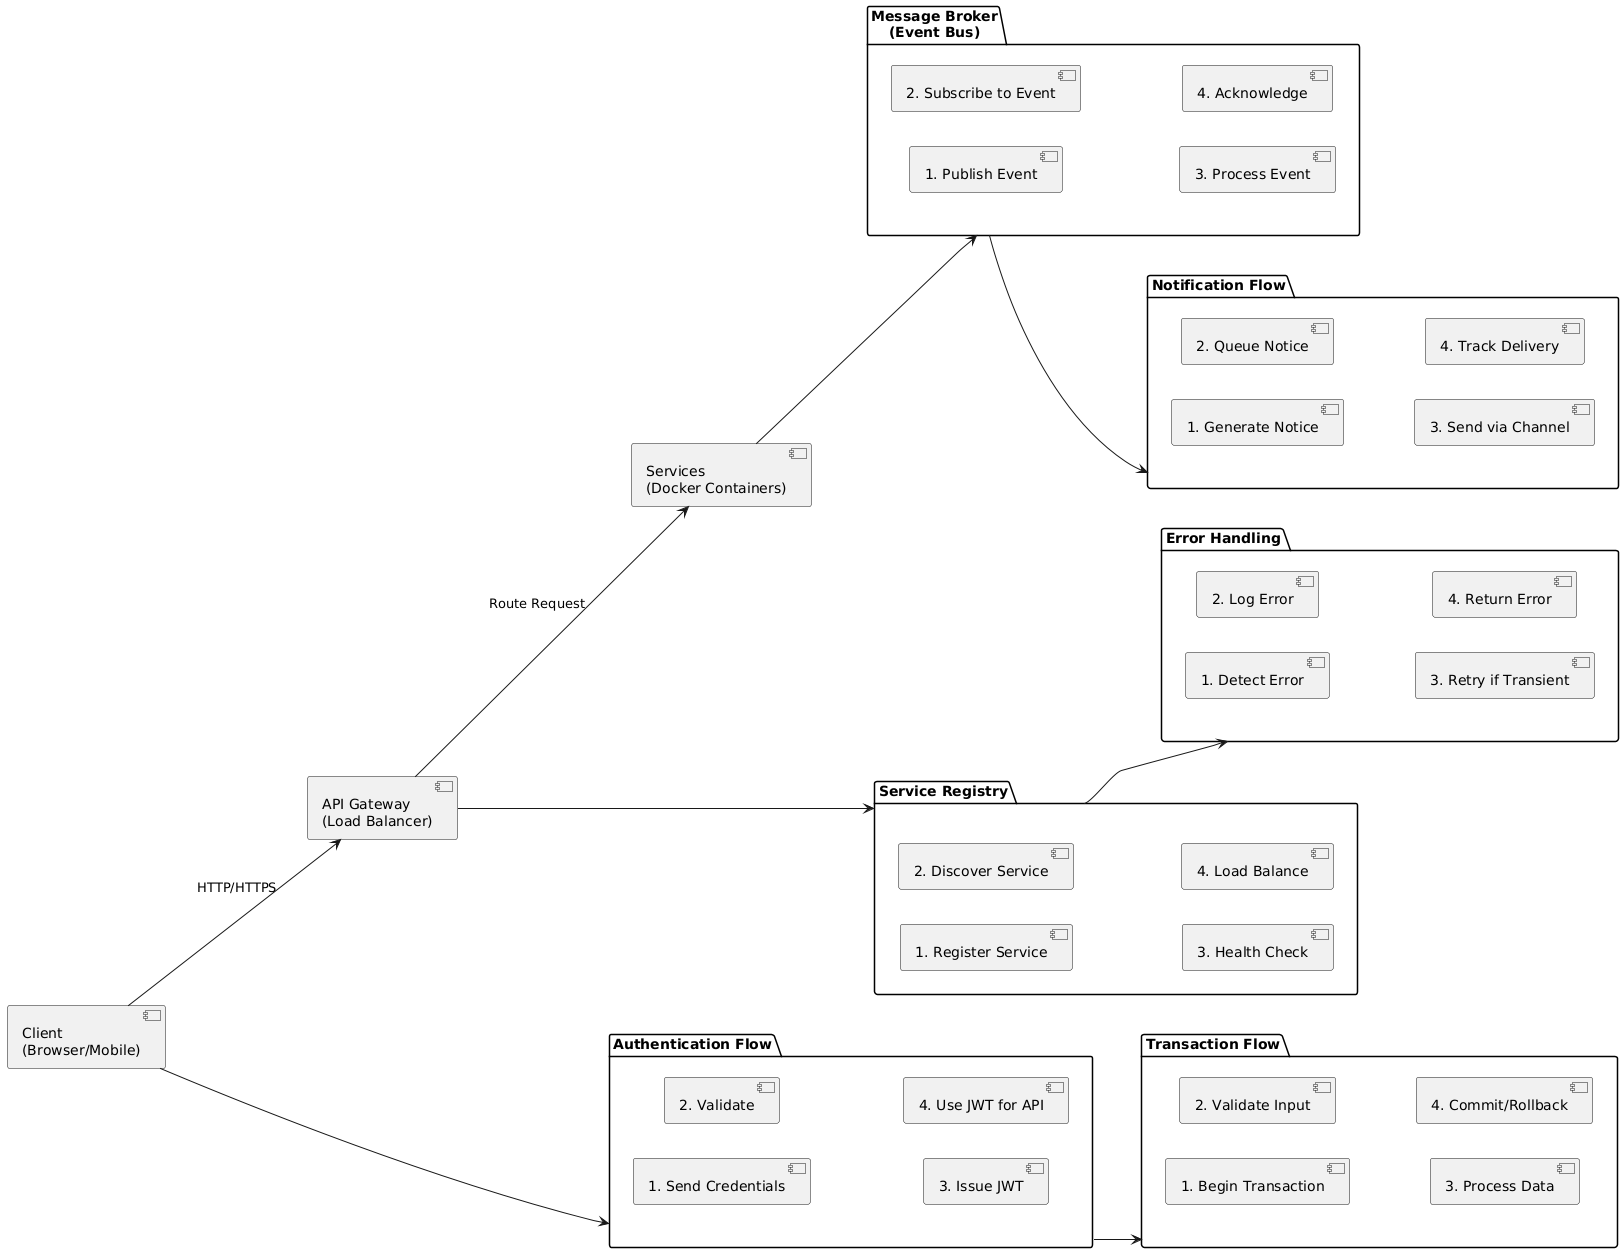 Message Broker
(Event Bus)
2. Subscribe to Event
4. Acknowledge
1. Publish Event
3. Process Event
Notification Flow
2. Queue Notice
4. Track Delivery
1. Generate Notice
3. Send via Channel
Services
(Docker Containers)
Error Handling
2. Log Error
4. Return Error
Route Request
1. Detect Error
3. Retry if Transient
API Gateway
(Load Balancer)
Service Registry
2. Discover Service
4. Load Balance
HTTP/HTTPS
1. Register Service
3. Health Check
Client
(Browser/Mobile)
Authentication Flow
2. Validate
4. Use JWT for API
1. Send Credentials
3. Issue JWT
Transaction Flow
2. Validate Input
4. Commit/Rollback
1. Begin Transaction
3. Process Data